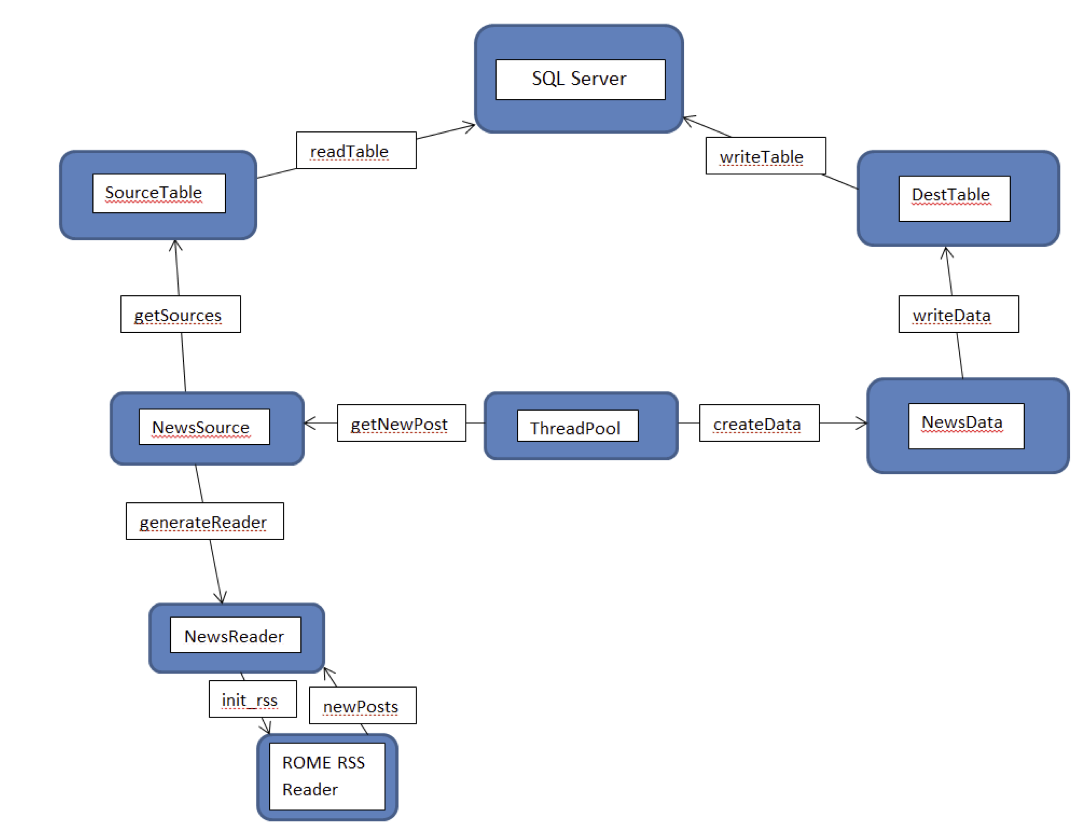 SQL Server
readTable
writeTable
SourceTable
DestTable
getSources
writeData
NewsSource
getNewPost
ThreadPool
createData
NewsData
generateReader
NewsReader
init_rss
newPosts
ROME RSS
Reader